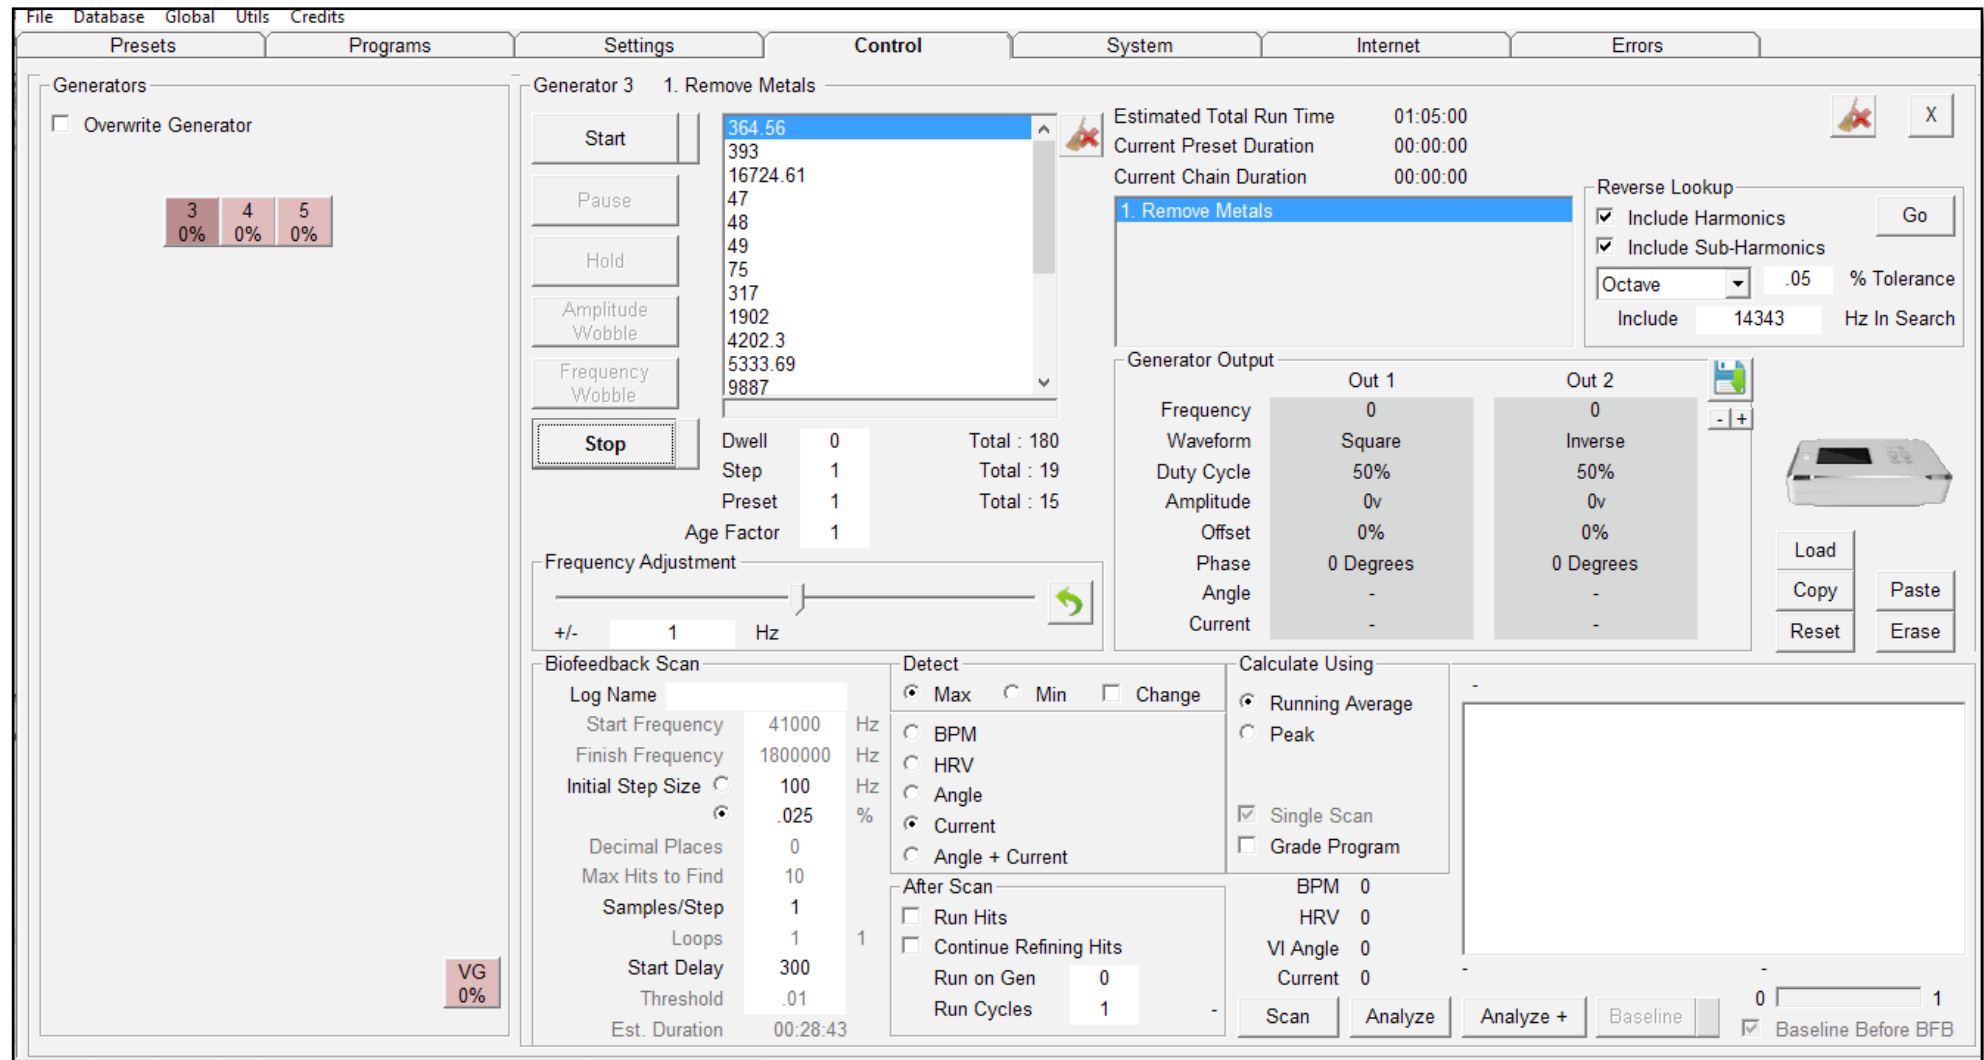 File Database Global Utils Credits
Presets Programs Settings Control System Internet Errors
Generators
Overwrite Generator
3 4 5
0% 0% 0%
VG
0%
Generator 3 1. Remove Metals
Start
Pause
Hold
Amplitude
Wobble
Frequency
Wobble
Stop
364.56
393
16724.61
47
48
49
75
317
1902
4202.3
5333.69
9887
Dwell 0 Total : 180
Step 1 Total : 19
Preset 1 Total : 15
Age Factor 1
Frequency Adjustment
+/- 1 Hz
Estimated Total Run Time 01:05:00
Current Preset Duration 00:00:00
Current Chain Duration 00:00:00
1. Remove Metals
X
Reverse Lookup
Include Harmonics Go
Include Sub-Harmonics
Octave .05 % Tolerance
Include 14343 Hz In Search
Generator Output
Out 1 Out 2
Frequency 0 0
- +
Waveform Square Inverse
Duty Cycle 50% 50%
Amplitude 0v 0v
Offset 0% 0%
Phase 0 Degrees 0 Degrees
Angle - -
Current - -
Load
Copy Paste
Reset Erase
Biofeedback Scan
Log Name
Start Frequency 41000 Hz
Finish Frequency 1800000 Hz
Initial Step Size 100 Hz
.025 %
Decimal Places 0
Max Hits to Find 10
Samples/Step 1
Loops 1 1
Start Delay 300
Threshold .01
Est. Duration 00:28:43
Detect
Max Min Change
BPM
HRV
Angle
Current
Angle + Current
After Scan
Run Hits
Continue Refining Hits
Run on Gen 0
Run Cycles 1 -
Calculate Using
Running Average
Peak
Single Scan
Grade Program
BPM 0
HRV 0
VI Angle 0
Current 0
-
- -
0 1
Scan Analyze Analyze + Baseline
Baseline Before BFB